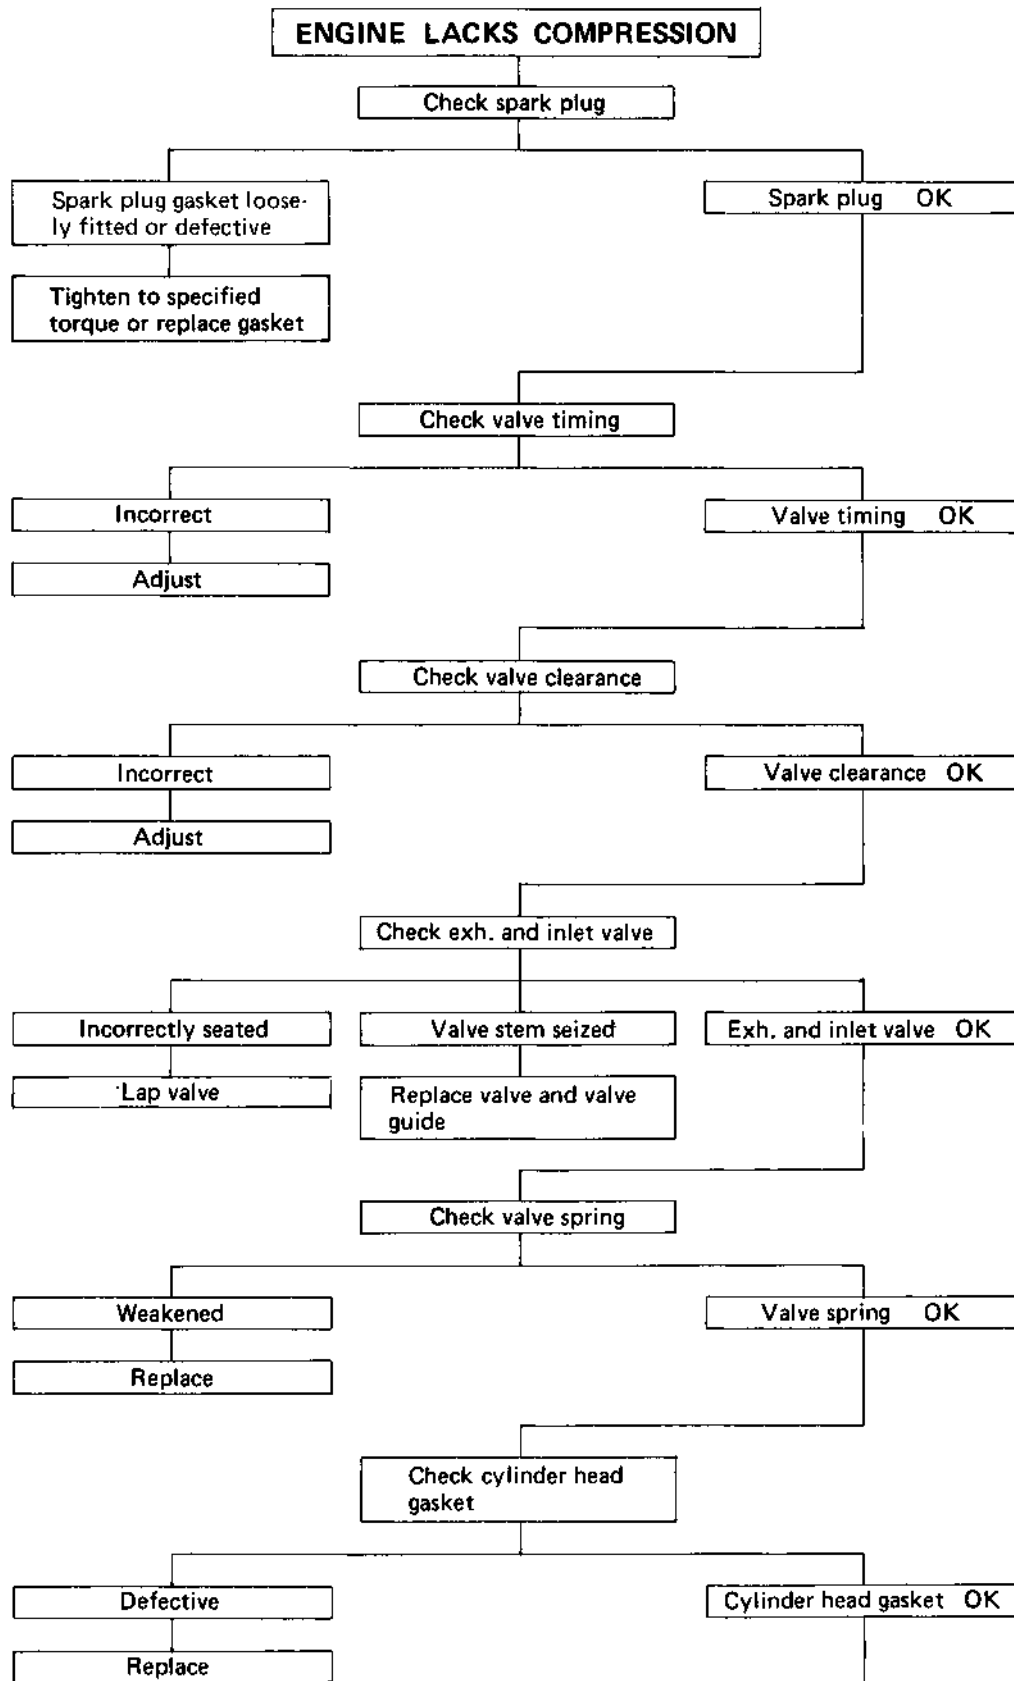 ENGINE LACKS COMPRESSION
Check spark plug
Spark plug gasket loose-
ly fitted or defective
Spark plug OK
Tighten to specified
torque or replace gasket
Check valve timing
Incorrect
Valve timing OK
Adjust
Check valve clearance
Incorrect
Valve clearance OK
Adjust
Check exh. and inlet valve
Incorrectly seated
Valve stem seized
Exh. and inlet valve OK
Lap valve
Replace valve and valve
guide
Check valve spring
Weakened
Valve spring OK
Replace
Check cylinder head
gasket
Defective
Cylinder head gasket OK
Replace